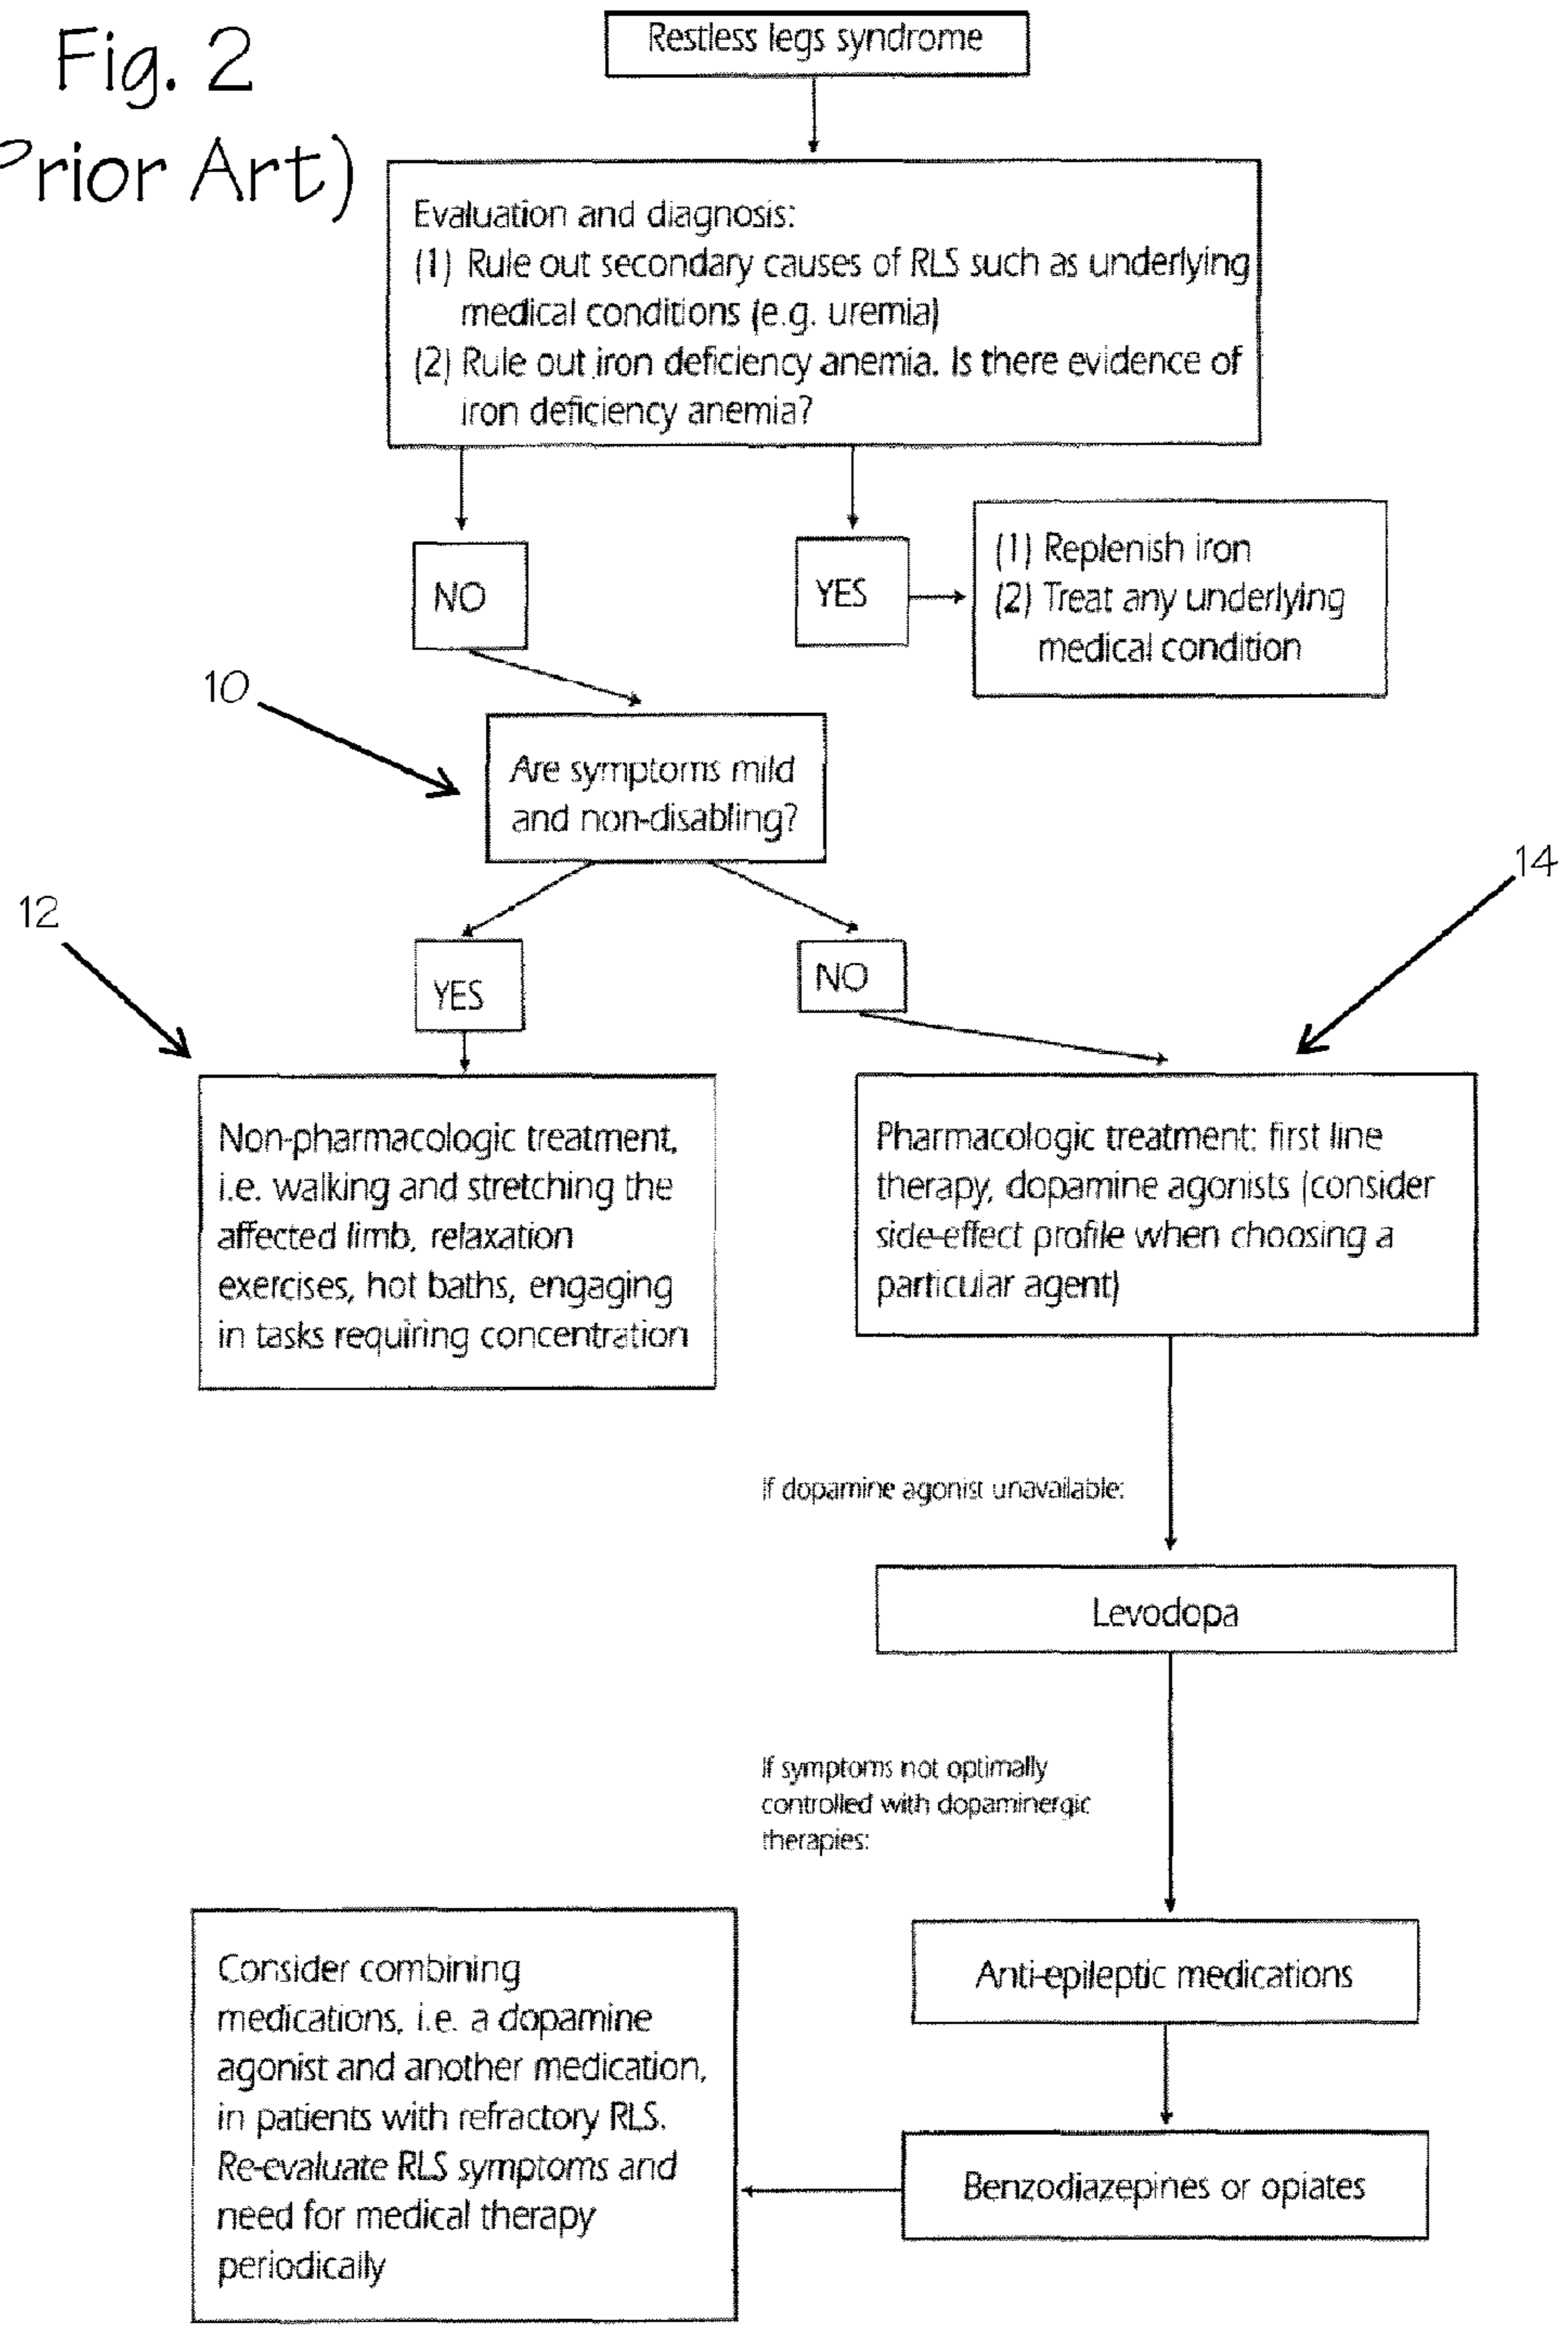 Fig. 2
Prior Art)
Restless legs syndrome
Evaluation and diagnosis:
(1) Rule out secondary causes of RLS such as underlying
medical conditions (e.g. uremia)
(2) Rule out iron deficiency anemia. Is there evidence of
iron deficiency anemia?
NO
YES
(1) Replenish iron
(2) Treat any underlying
medical condition
10
Are symptoms mild
and non-disabling?
12
14
YES
NO
Non-pharmacologic treatment,
i.e. walking and stretching the
affected limb, relaxation
exercises, hot baths, engaging
in tasks requiring concentration
Pharmacologic treatment: first line
therapy, dopamine agonists (consider
side-effect profile when choosing a
particular agent)
If dopamine agonist unavailable:
Levodopa
If symptoms not optimally
controlled with dopaminergic
therapies:
Anti-epileptic medications
Benzodiazepines or opiates
Consider combining
medications, i.e. a dopamine
agonist and another medication,
in patients with refractory RLS.
Re-evaluate RLS symptoms and
need for medical therapy
periodically